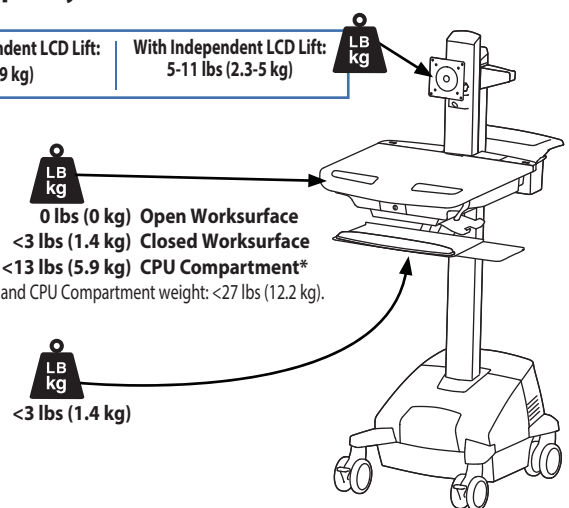 LCD Lift:
With Independent LCD Lift:
kg)
5-11 lbs (2.3-5 kg)
LB
kg
LB
kg
0 lbs (0 kg) Open Worksurface
<3 lbs (1.4 kg) Closed Worksurface
<13 lbs (5.9 kg) CPU Compartment*
and CPU Compartment weight: <27 lbs (12.2 kg).
LB
kg
<3 lbs (1.4 kg)